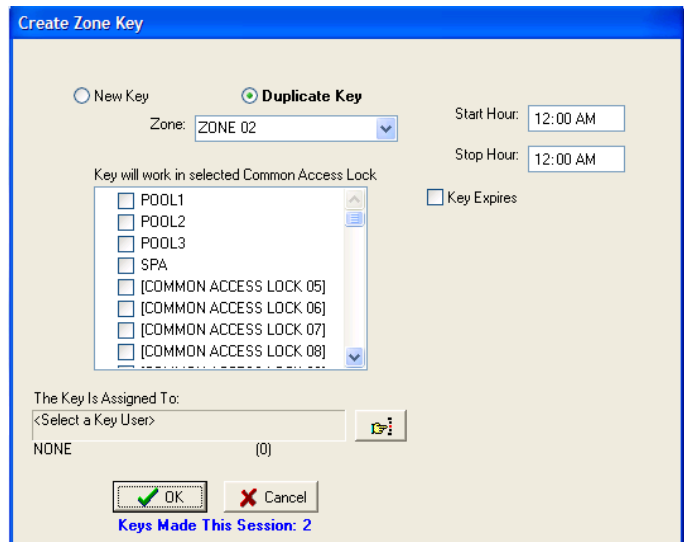 Create Zone Key
New Key
Duplicate Key
Zone: ZONE 02
Start Hour: 12:00 AM
Stop Hour: 12:00 AM
Key Expires
Key will work in selected Common Access Lock
POOL1
POOL2
POOL3
SPA
[COMMON ACCESS LOCK 05]
[COMMON ACCESS LOCK 06]
[COMMON ACCESS LOCK 07]
[COMMON ACCESS LOCK 08]
The Key Is Assigned To:
<Select a Key User>
NONE (0)
OK
Cancel
Keys Made This Session: 2